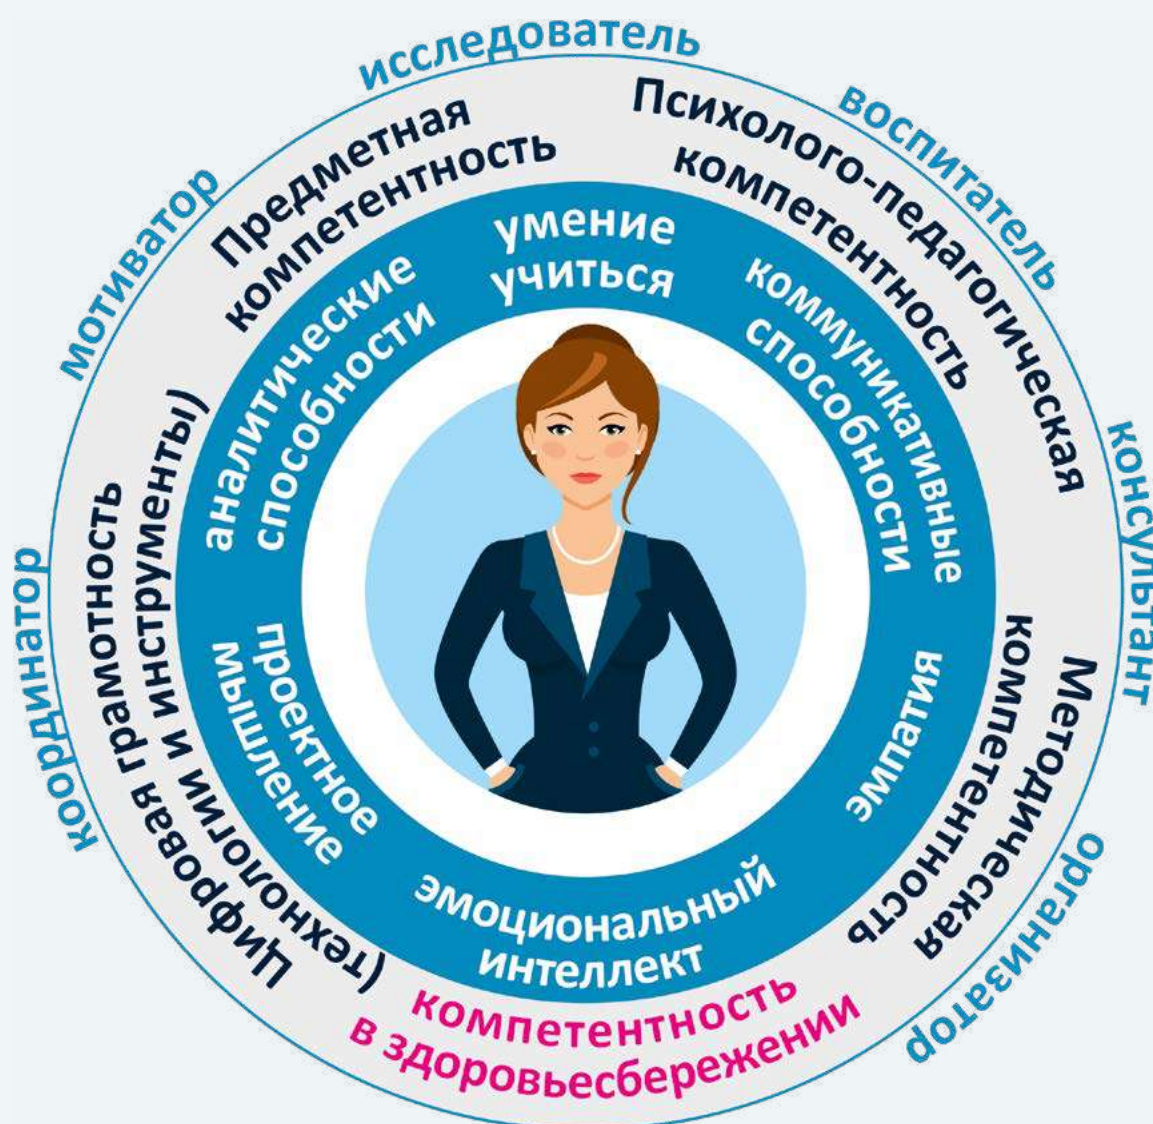 исследователь
воспитатель
консультант
организатор
координатор
мотиватор
Предметная
компетентность
Психолого-педагогическая
компетентность
Методическая
компетентность
компетентность
в здоровьесбережении
Цифровая грамотность
(технологии и инструменты)
умение
учиться
коммуникативные
способности
эмпатия
эмоциональный
интеллект
проектное
мышление
аналитические
способности